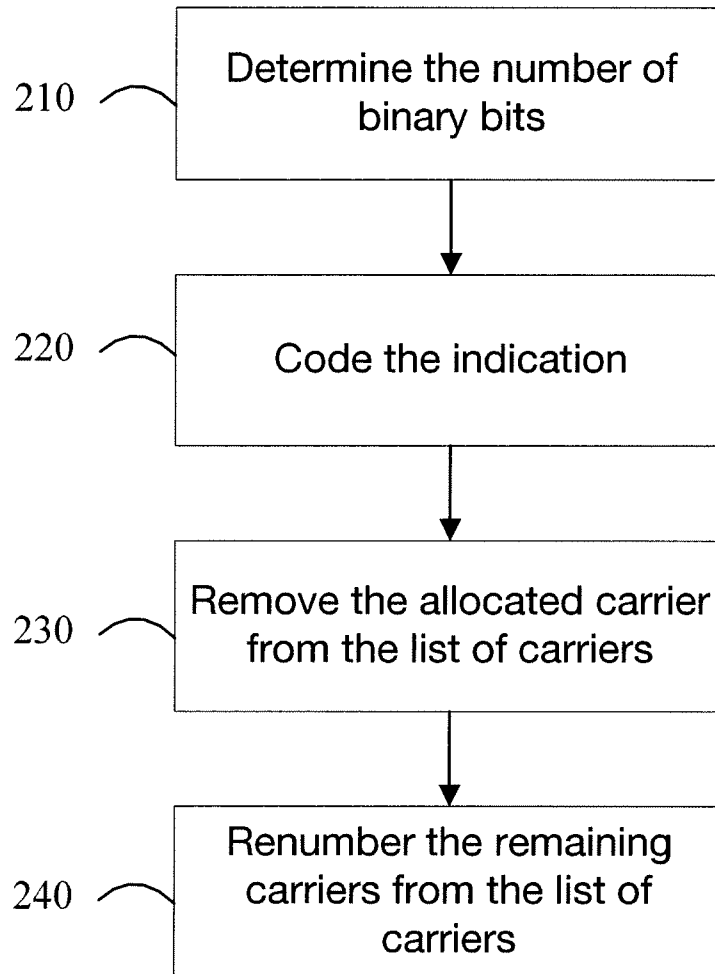 210
Determine the number of
binary bits
220
Code the indication
230
Remove the allocated carrier
from the list of carriers
240
Renumber the remaining
carriers from the list of
carriers